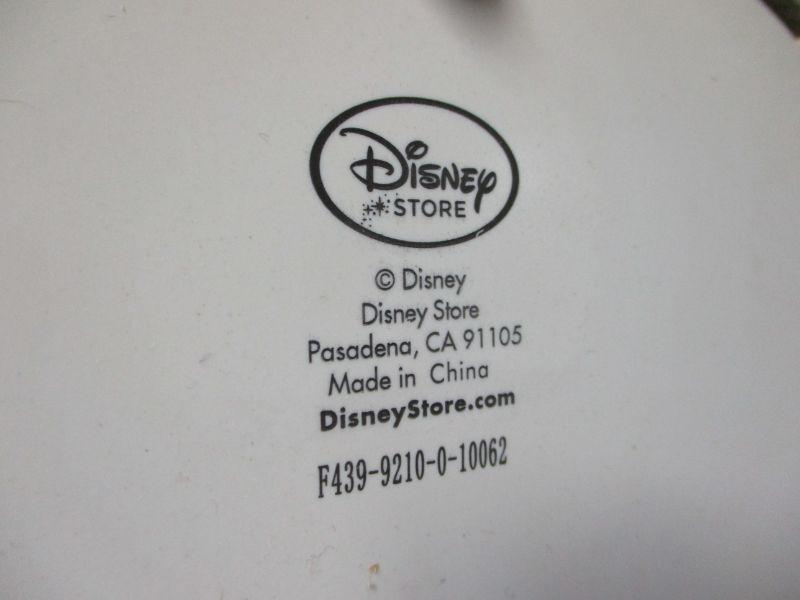 Disney
STORE
© Disney
Disney Store
Pasadena, CA 91105
Made in China
DisneyStore.com
F439-9210-0-10062